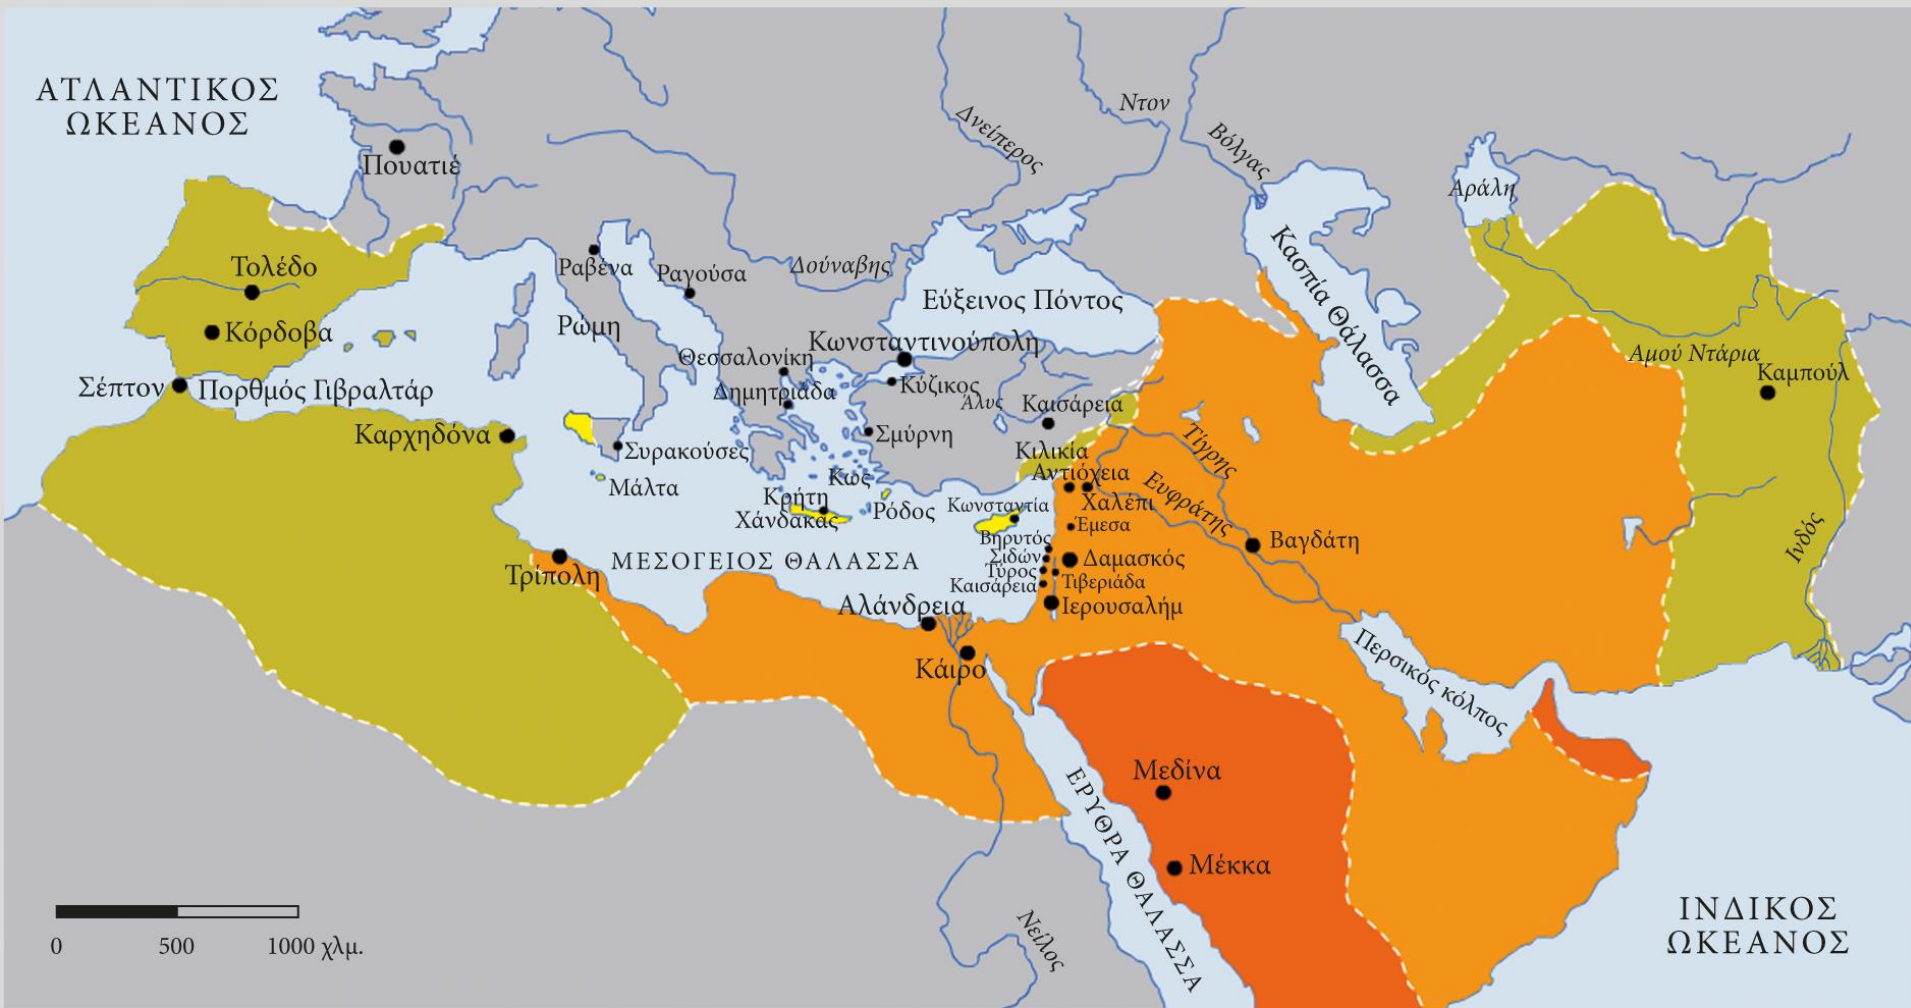 ΑΤΛΑΝΤΙΚΟΣ
ΩΚΕΑΝΟΣ
Πουατιέ
Δνείπερος
Ντον
Βόλγας
Αράλη
Τολέδο
Κόρδοβα
Σέπτον
Πορθμός Γιβραλτάρ
Ραβένα
Ραγούσα
Δούναβης
Εύξεινος Πόντος
Κασπία Θάλασσα
Ρώμη
Κωνσταντινούπολη
Θεσσαλονίκη
Δημητριάδα
Κύζικος
Άλυς
Καισάρεια
Αμού Ντάρια
Καμπούλ
Καρχηδόνα
Συρακούσες
Μάλτα
Σμύρνη
Κιλικία
Τίγρης
Αντιόχεια
Χαλέπι
Ευφράτης
Κως
Κρήτη
Χάνδακας
Ρόδος
Κωνσταντία
Έμεσα
Βηρυτός
Σιδών
Τύρος
Καισάρεια
Δαμασκός
Τιβεριάδα
Ιερουσαλήμ
Βαγδάτη
Ινδός
ΜΕΣΟΓΕΙΟΣ ΘΑΛΑΣΣΑ
Τρίπολη
Αλάνδρεια
Κάιρο
Περσικός κόλπος
Μεδίνα
Μέκκα
ΕΡΥΘΡΑ ΘΑΛΑΣΣΑ
Νείλος
ΙΝΔΙΚΟΣ
ΩΚΕΑΝΟΣ
0 500 1000 χλμ.